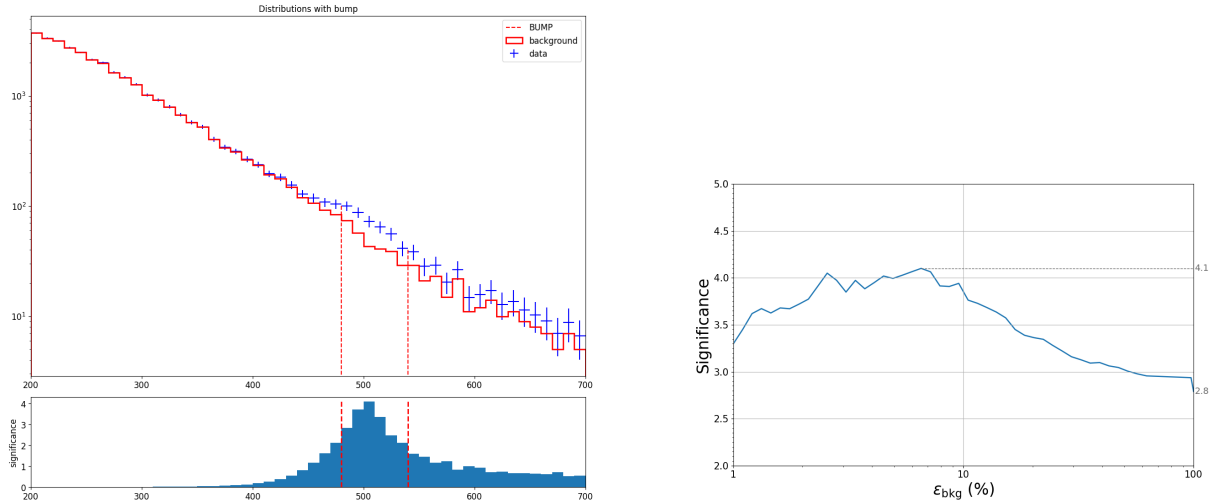 Distributions with bump
BUMP
background
data
10³
10²
10¹
200 300 400 500 600 700
significance
4
3
2
1
0
200 300 400 500 600 700
Significance
5.0
4.5
4.0
3.5
3.0
2.5
2.0
4.1
2.8
1 10 100
ε_bkg (%)